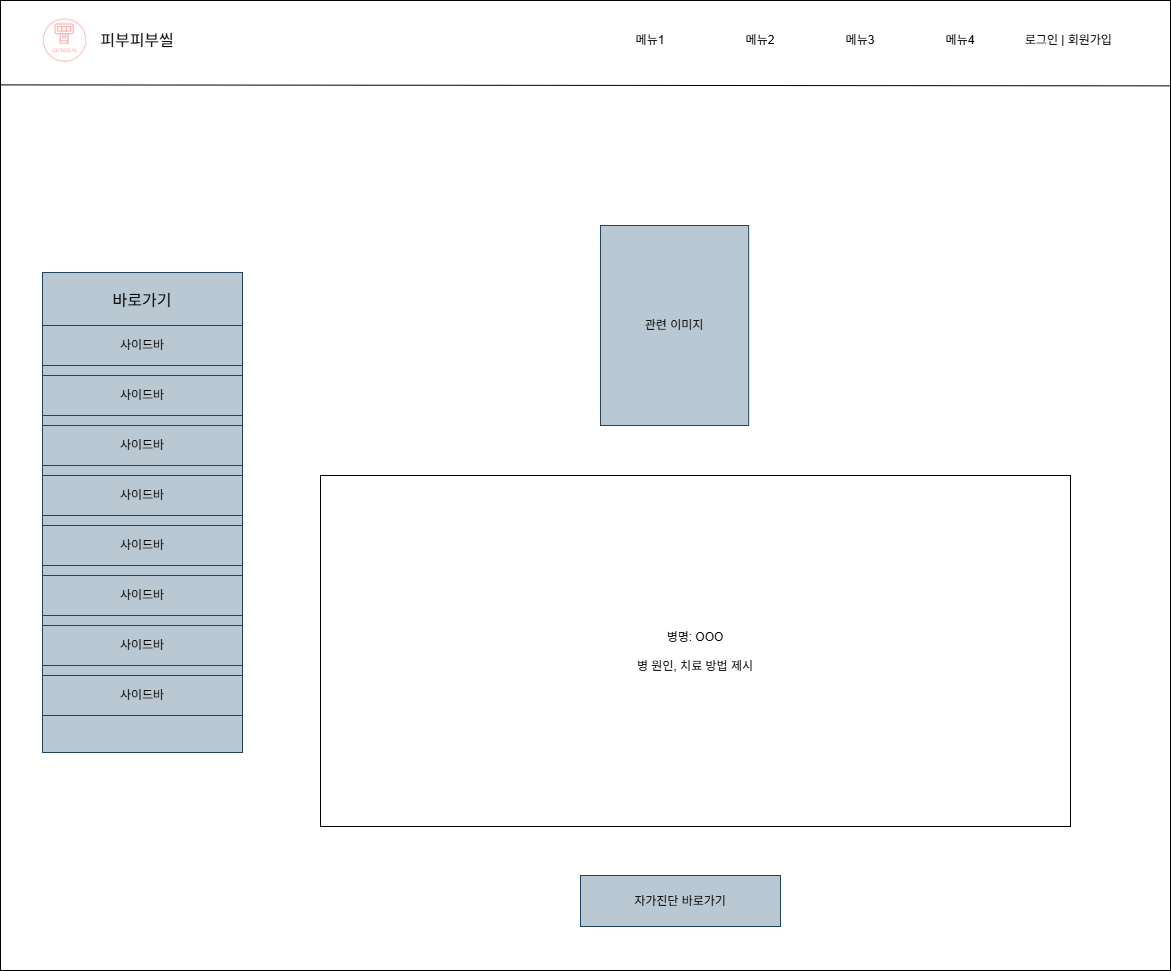 피부피부씰
메뉴1
메뉴2
메뉴3
메뉴4
로그인 | 회원가입
바로가기
사이드바
사이드바
사이드바
사이드바
사이드바
사이드바
사이드바
사이드바
관련 이미지
병명: OOO
병 원인, 치료 방법 제시
자가진단 바로가기